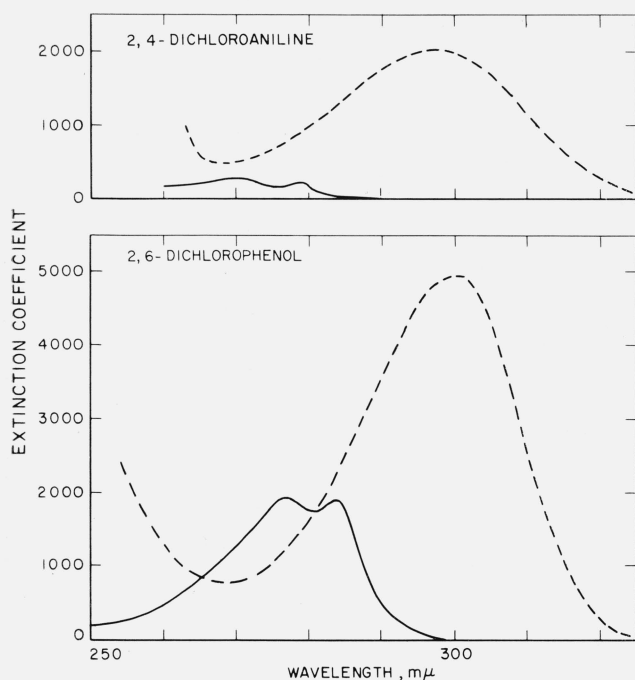 2,4-DICHLOROANILINE
2000
1000
0
EXTINCTION COEFFICIENT
2,6-DICHLOROPHENOL
5000
4000
3000
2000
1000
0
250
300
WAVELENGTH, mμ